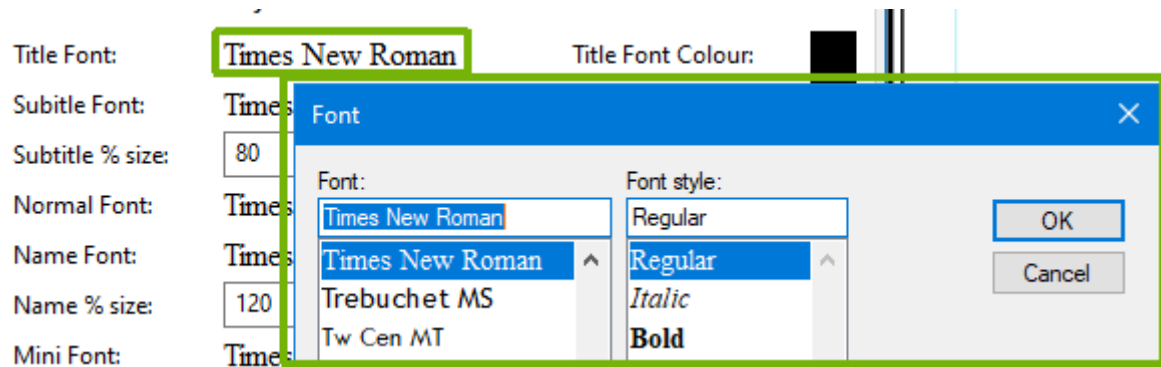 Title Font: Times New Roman Title Font Colour:
Subitle Font: Times
Subtitle % size: 80
Normal Font: Times
Name Font: Times
Name % size: 120
Mini Font: Times
Font
Font: Font style:
Times New Roman Regular OK
Times New Roman Regular
Cancel
Trebuchet MS Italic
Tw Cen MT Bold